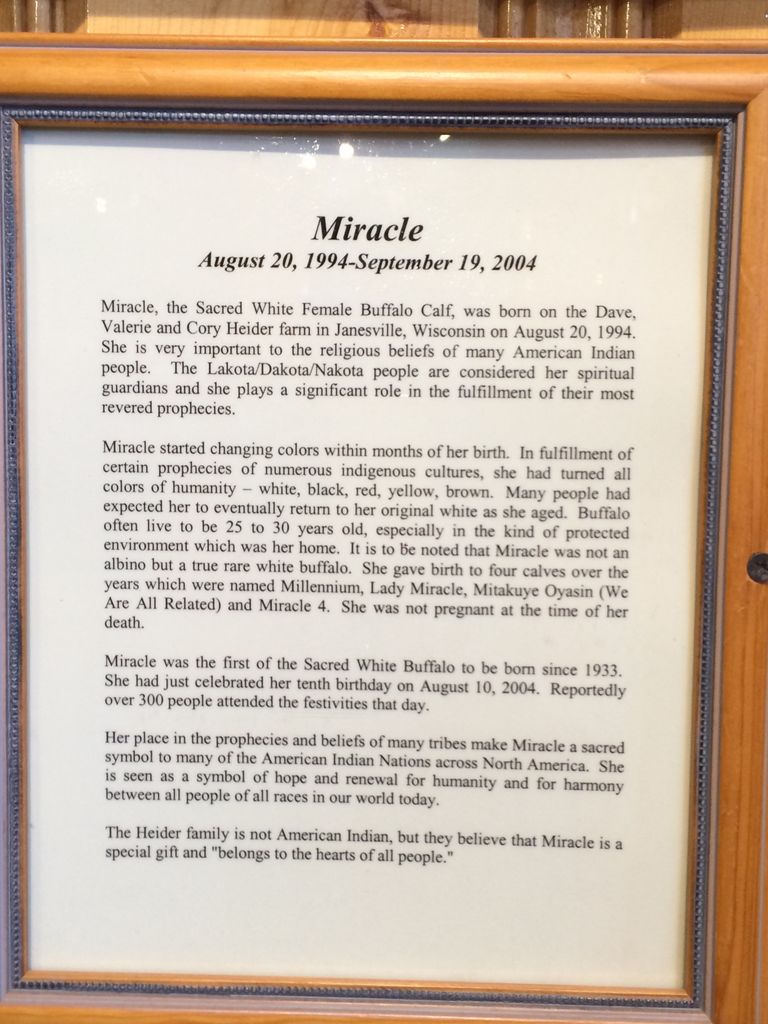 Miracle
August 20, 1994-September 19, 2004
Miracle, the Sacred White Female Buffalo Calf, was born on the Dave,
Valerie and Cory Heider farm in Janesville, Wisconsin on August 20, 1994.
She is very important to the religious beliefs of many American Indian
people. The Lakota/Dakota/Nakota people are considered her spiritual
guardians and she plays a significant role in the fulfillment of their most
revered prophecies.
Miracle started changing colors within months of her birth. In fulfillment of
certain prophecies of numerous indigenous cultures, she had turned all
colors of humanity – white, black, red, yellow, brown. Many people had
expected her to eventually return to her original white as she aged. Buffalo
often live to be 25 to 30 years old, especially in the kind of protected
environment which was her home. It is to be noted that Miracle was not an
albino but a true rare white buffalo. She gave birth to four calves over the
years which were named Millennium, Lady Miracle, Mitakuye Oyasin (We
Are All Related) and Miracle 4. She was not pregnant at the time of her
death.
Miracle was the first of the Sacred White Buffalo to be born since 1933.
She had just celebrated her tenth birthday on August 10, 2004. Reportedly
over 300 people attended the festivities that day.
Her place in the prophecies and beliefs of many tribes make Miracle a sacred
symbol to many of the American Indian Nations across North America. She
is seen as a symbol of hope and renewal for humanity and for harmony
between all people of all races in our world today.
The Heider family is not American Indian, but they believe that Miracle is a
special gift and "belongs to the hearts of all people."